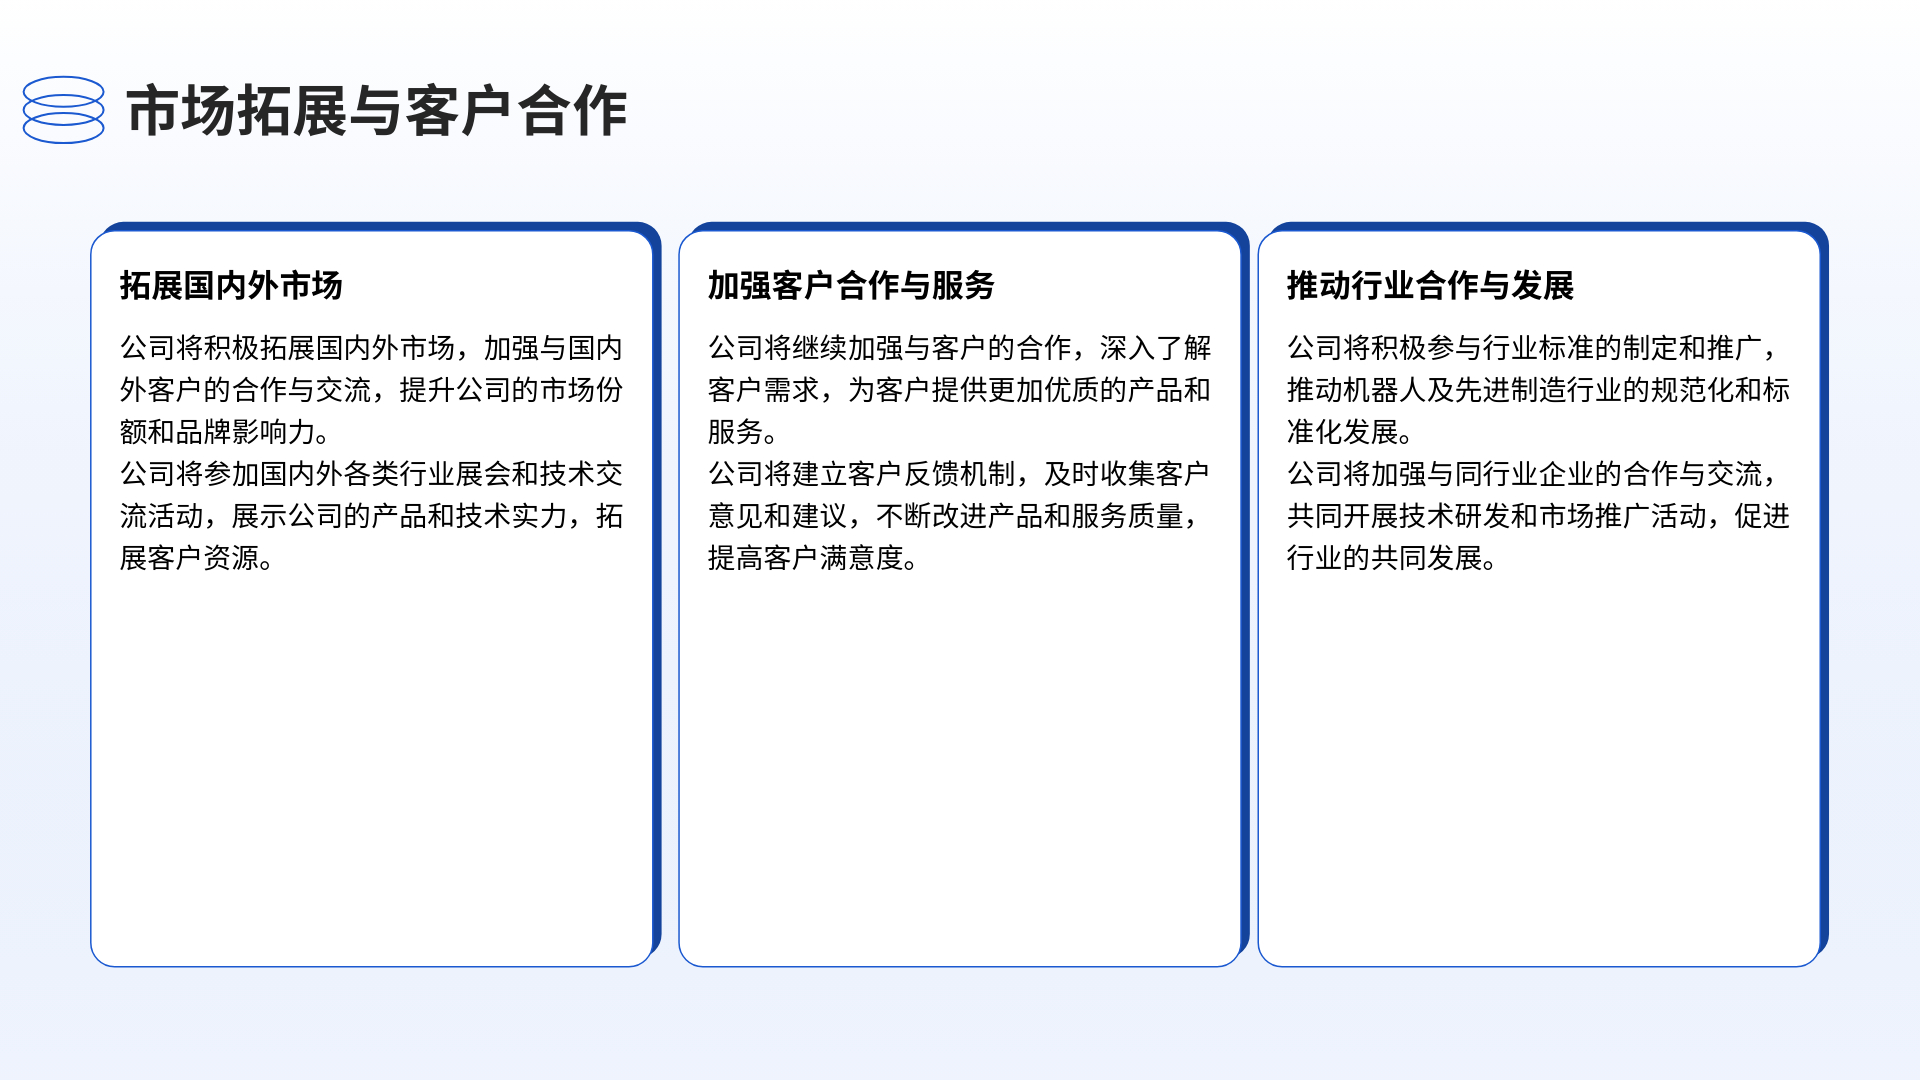 市场拓展与客户合作
拓展国内外市场
公司将积极拓展国内外市场，加强与国内
外客户的合作与交流，提升公司的市场份
额和品牌影响力。
公司将参加国内外各类行业展会和技术交
流活动，展示公司的产品和技术实力，拓
展客户资源。
加强客户合作与服务
公司将继续加强与客户的合作，深入了解
客户需求，为客户提供更加优质的产品和
服务。
公司将建立客户反馈机制，及时收集客户
意见和建议，不断改进产品和服务质量，
提高客户满意度。
推动行业合作与发展
公司将积极参与行业标准的制定和推广，
推动机器人及先进制造行业的规范化和标
准化发展。
公司将加强与同行业企业的合作与交流，
共同开展技术研发和市场推广活动，促进
行业的共同发展。